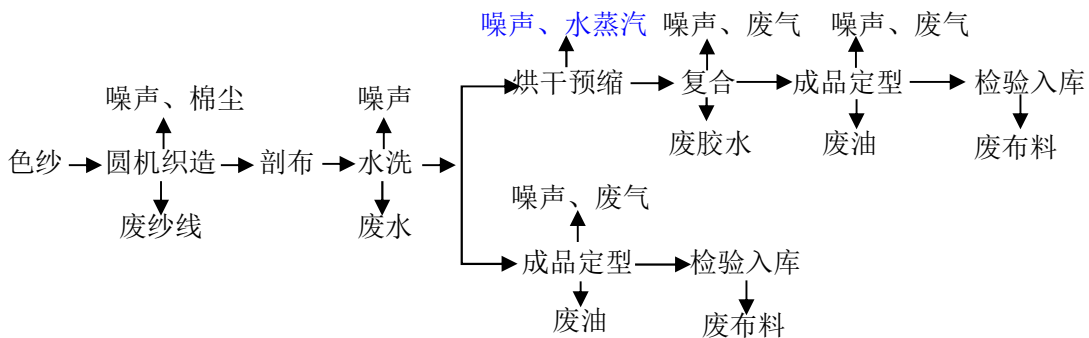 噪声、水蒸汽 噪声、废气 噪声、废气
烘干预缩 复合 成品定型 检验入库
噪声、棉尘 噪声
废胶水 废油 废布料
色纱 圆机织造 剖布 水洗
噪声、废气
废纱线 废水
成品定型 检验入库
废油 废布料